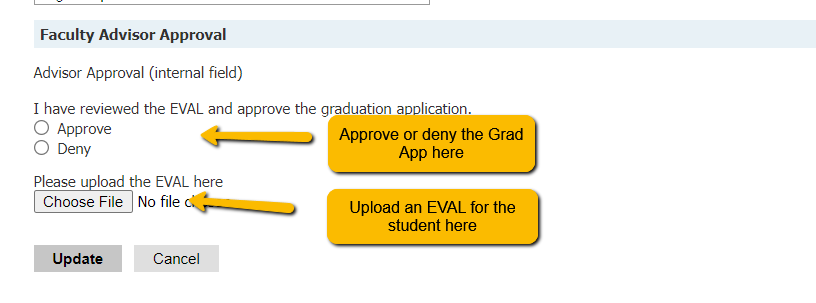 Faculty Advisor Approval
Advisor Approval (internal field)
I have reviewed the EVAL and approve the graduation application.
Approve
Deny
Approve or deny the Grad
App here
Please upload the EVAL here
Choose File No file
Upload an EVAL for the
student here
Update Cancel